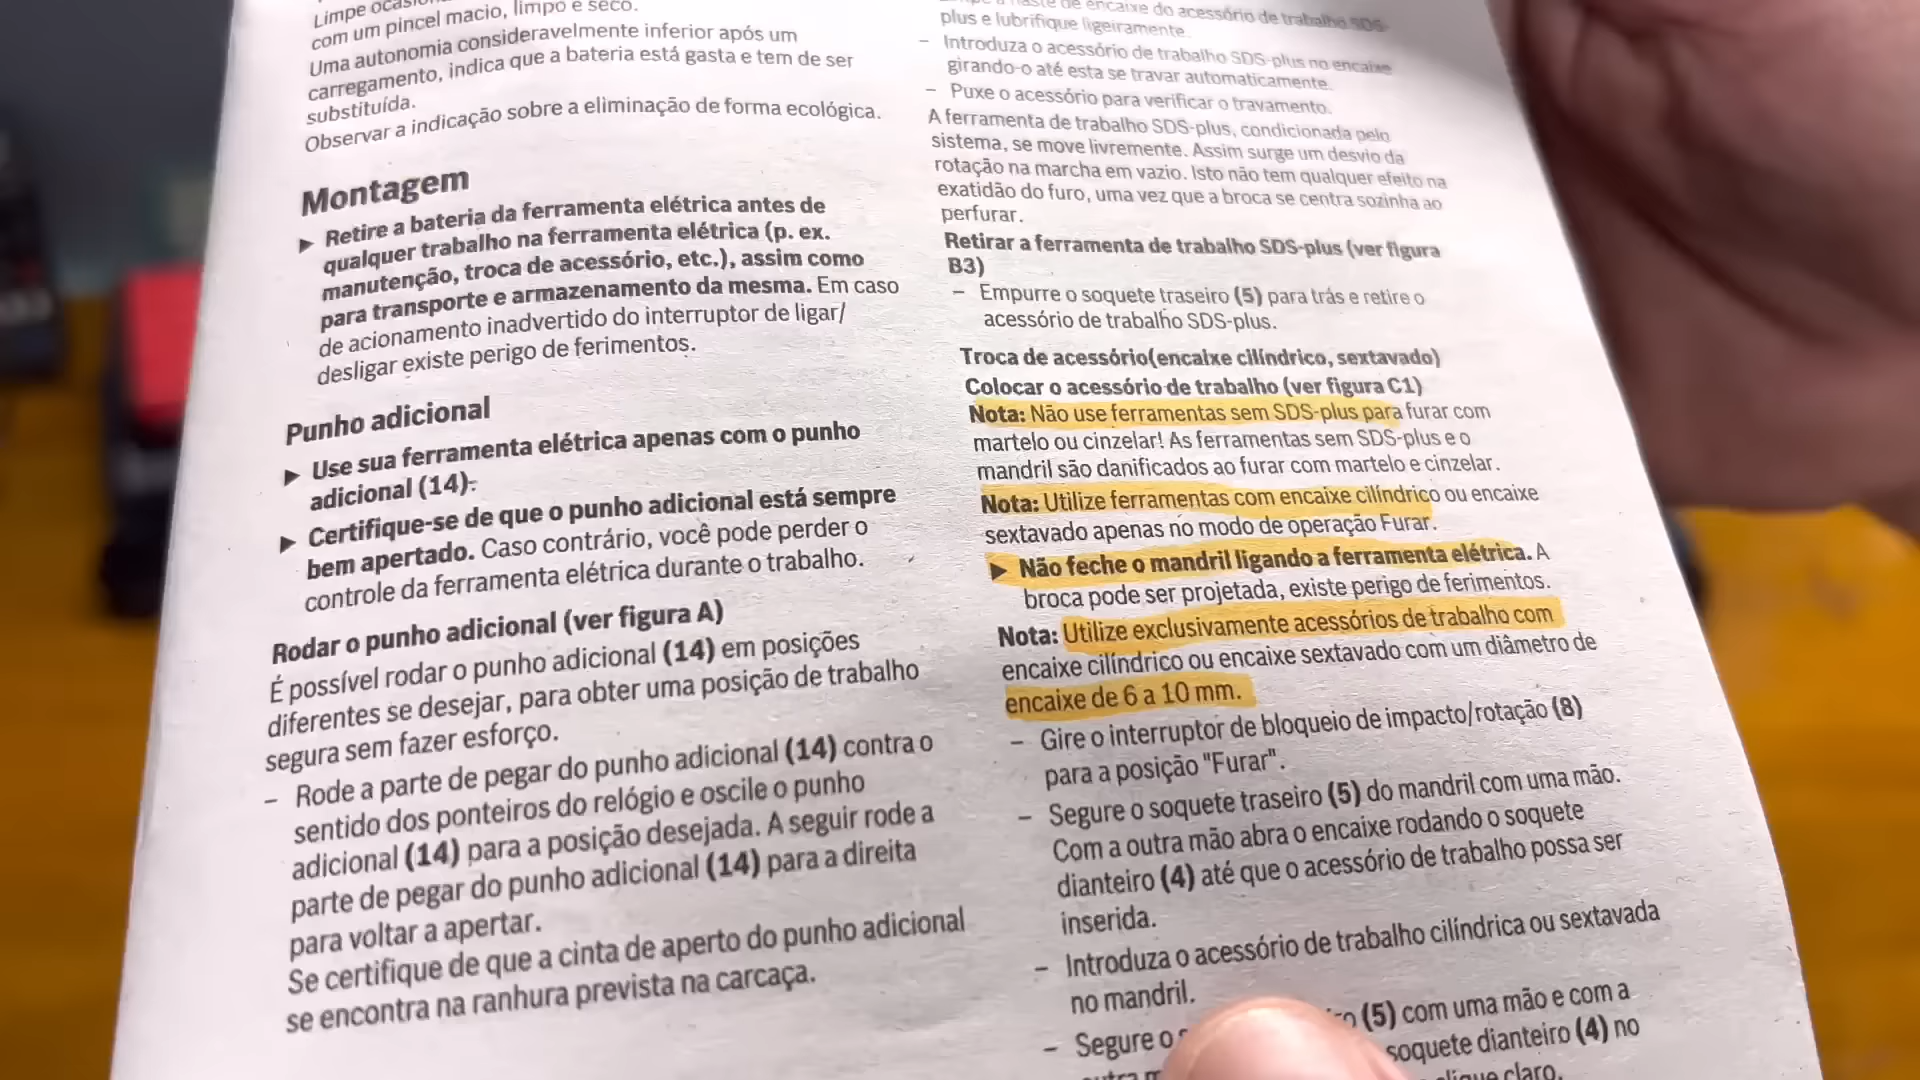 Limpe
com um pincel macio, limpo e seco.
Uma autonomia consideravelmente inferior após um
carregamento, indica que a bateria está gasta e tem de ser
substituída.
Observar a indicação sobre a eliminação de forma ecológica.
Montagem
► Retire a bateria da ferramenta elétrica antes de
qualquer trabalho na ferramenta elétrica (p. ex.
manutenção, troca de acessório, etc.), assim como
para transporte e armazenamento da mesma. Em caso
de acionamento inadvertido do interruptor de ligar/
desligar existe perigo de ferimentos.
Punho adicional
► Use sua ferramenta elétrica apenas com o punho
adicional (14).
► Certifique-se de que o punho adicional está sempre
bem apertado. Caso contrário, você pode perder o
controle da ferramenta elétrica durante o trabalho.
Rodar o punho adicional (ver figura A)
É possível rodar o punho adicional (14) em posições
diferentes se desejar, para obter uma posição de trabalho
segura sem fazer esforço.
– Rode a parte de pegar do punho adicional (14) contra o
sentido dos ponteiros do relógio e oscile o punho
adicional (14) para a posição desejada. A seguir rode a
parte de pegar do punho adicional (14) para a direita
para voltar a apertar.
Se certifique de que a cinta de aperto do punho adicional
se encontra na ranhura prevista na carcaça.
haste de encaixe do acessório de trabalho SDS-
plus e lubrifique ligeiramente.
– Introduza o acessório de trabalho SDS-plus no encaixe
girando-o até esta se travar automaticamente.
– Puxe o acessório para verificar o travamento.
A ferramenta de trabalho SDS-plus, condicionada pelo
sistema, se move livremente. Assim surge um desvio da
rotação na marcha em vazio. Isto não tem qualquer efeito na
exatidão do furo, uma vez que a broca se centra sozinha ao
perfurar.
Retirar a ferramenta de trabalho SDS-plus (ver figura
B3)
– Empurre o soquete traseiro (5) para trás e retire o
acessório de trabalho SDS-plus.
Troca de acessório(encaixe cilíndrico, sextavado)
Colocar o acessório de trabalho (ver figura C1)
Nota: Não use ferramentas sem SDS-plus para furar com
martelo ou cinzelar! As ferramentas sem SDS-plus e o
mandril são danificados ao furar com martelo e cinzelar.
Nota: Utilize ferramentas com encaixe cilíndrico ou encaixe
sextavado apenas no modo de operação Furar.
► Não feche o mandril ligando a ferramenta elétrica. A
broca pode ser projetada, existe perigo de ferimentos.
Nota: Utilize exclusivamente acessórios de trabalho com
encaixe cilíndrico ou encaixe sextavado com um diâmetro de
encaixe de 6 a 10 mm.
– Gire o interruptor de bloqueio de impacto/rotação (8)
para a posição "Furar".
– Segure o soquete traseiro (5) do mandril com uma mão.
Com a outra mão abra o encaixe rodando o soquete
dianteiro (4) até que o acessório de trabalho possa ser
inserida.
– Introduza o acessório de trabalho cilíndrica ou sextavada
no mandril.
– Segure o (5) com uma mão e com a
soquete dianteiro (4) no
claro.